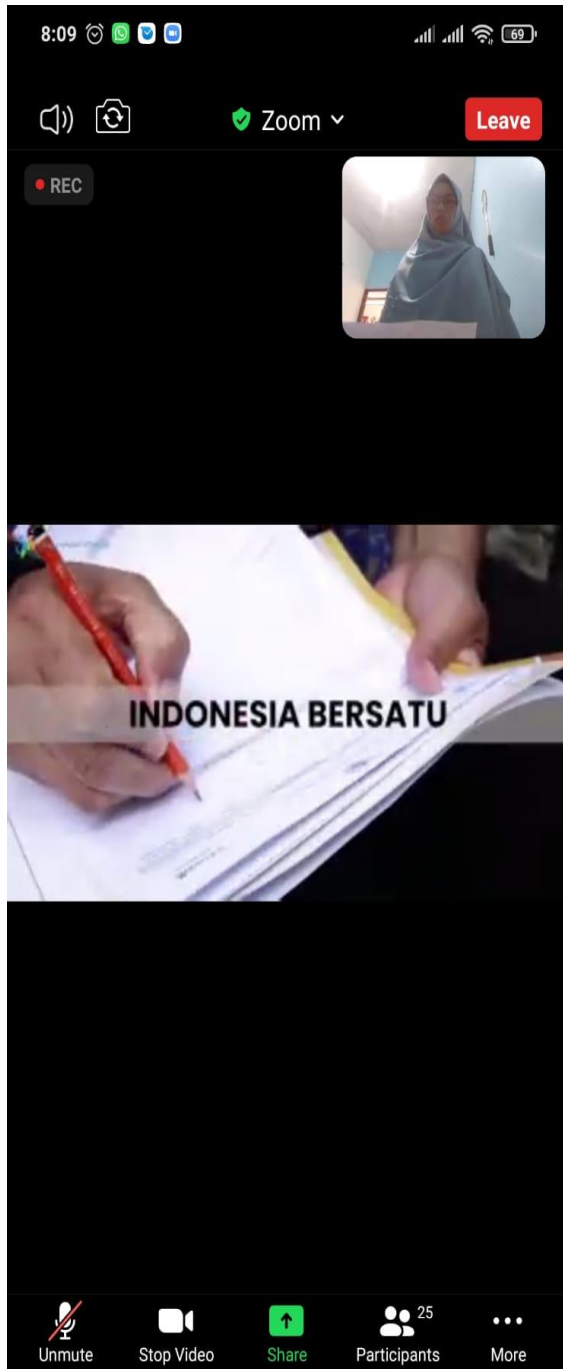 8:09
69
Zoom
Leave
REC
INDONESIA BERSATU
Unmute
Stop Video
Share
25
Participants
More